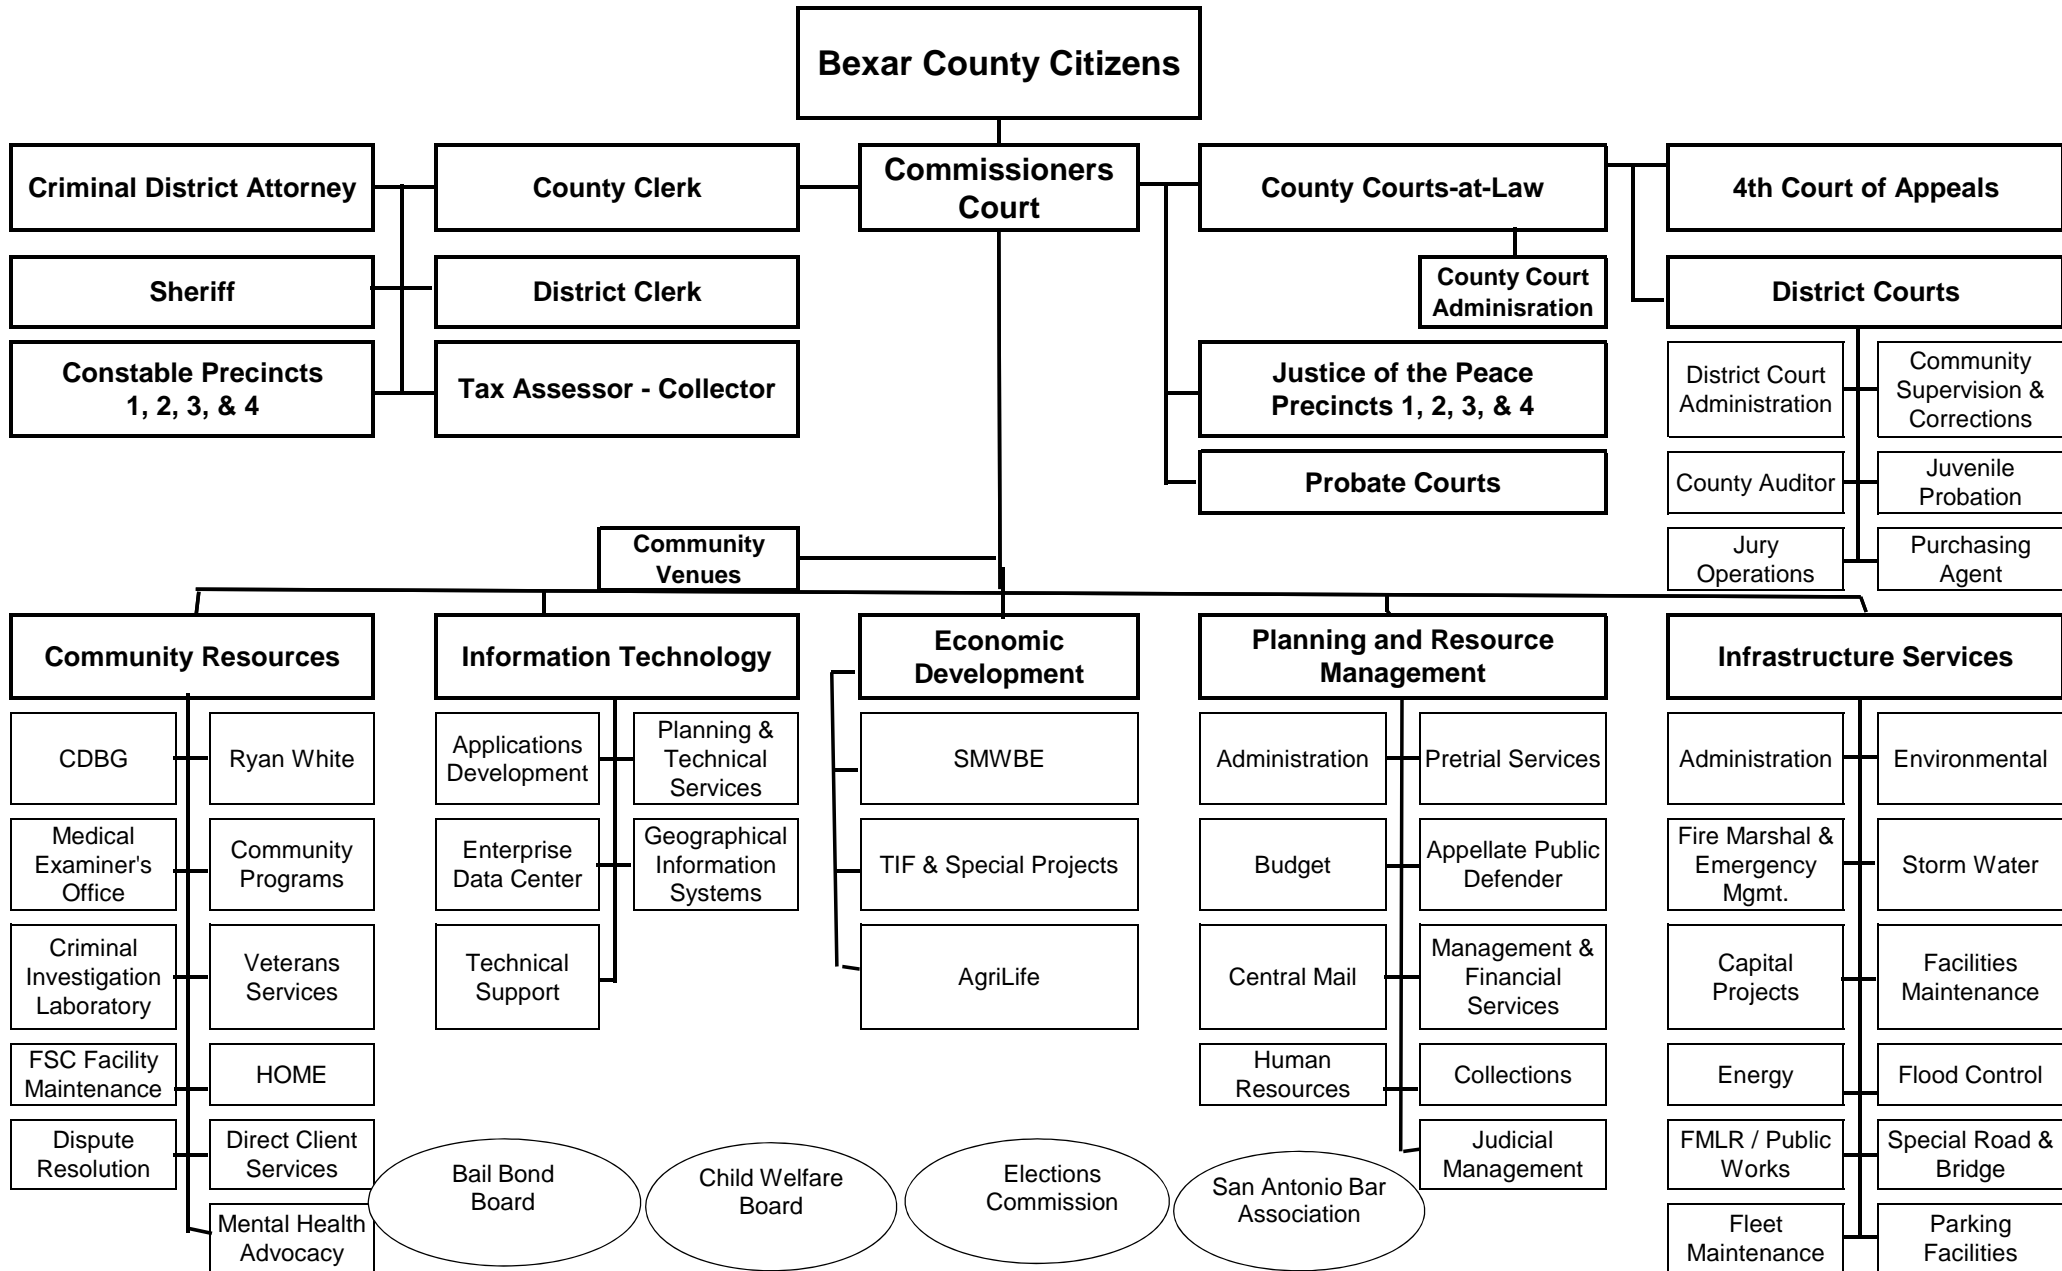 Bexar County Citizens
Criminal District Attorney
County Clerk
Commissioners
Court
County Courts-at-Law
4th Court of Appeals
Sheriff
District Clerk
County Court
Adminisration
District Courts
Constable Precincts
1, 2, 3, & 4
Tax Assessor - Collector
Justice of the Peace
Precincts 1, 2, 3, & 4
District Court
Administration
Community
Supervision &
Corrections
Probate Courts
County Auditor
Juvenile
Probation
Community
Venues
Jury
Operations
Purchasing
Agent
Community Resources
Information Technology
Economic
Development
Planning and Resource
Management
Infrastructure Services
CDBG
Ryan White
Applications
Development
Planning &
Technical
Services
SMWBE
Administration
Pretrial Services
Administration
Environmental
Medical
Examiner's
Office
Community
Programs
Enterprise
Data Center
Geographical
Information
Systems
TIF & Special Projects
Budget
Appellate Public
Defender
Fire Marshal &
Emergency
Mgmt.
Storm Water
Criminal
Investigation
Laboratory
Veterans
Services
Technical
Support
AgriLife
Central Mail
Management &
Financial
Services
Capital
Projects
Facilities
Maintenance
FSC Facility
Maintenance
HOME
Human
Resources
Collections
Energy
Flood Control
Dispute
Resolution
Direct Client
Services
Bail Bond
Board
Child Welfare
Board
Elections
Commission
San Antonio Bar
Association
Judicial
Management
FMLR / Public
Works
Special Road &
Bridge
Mental Health
Advocacy
Fleet
Maintenance
Parking
Facilities